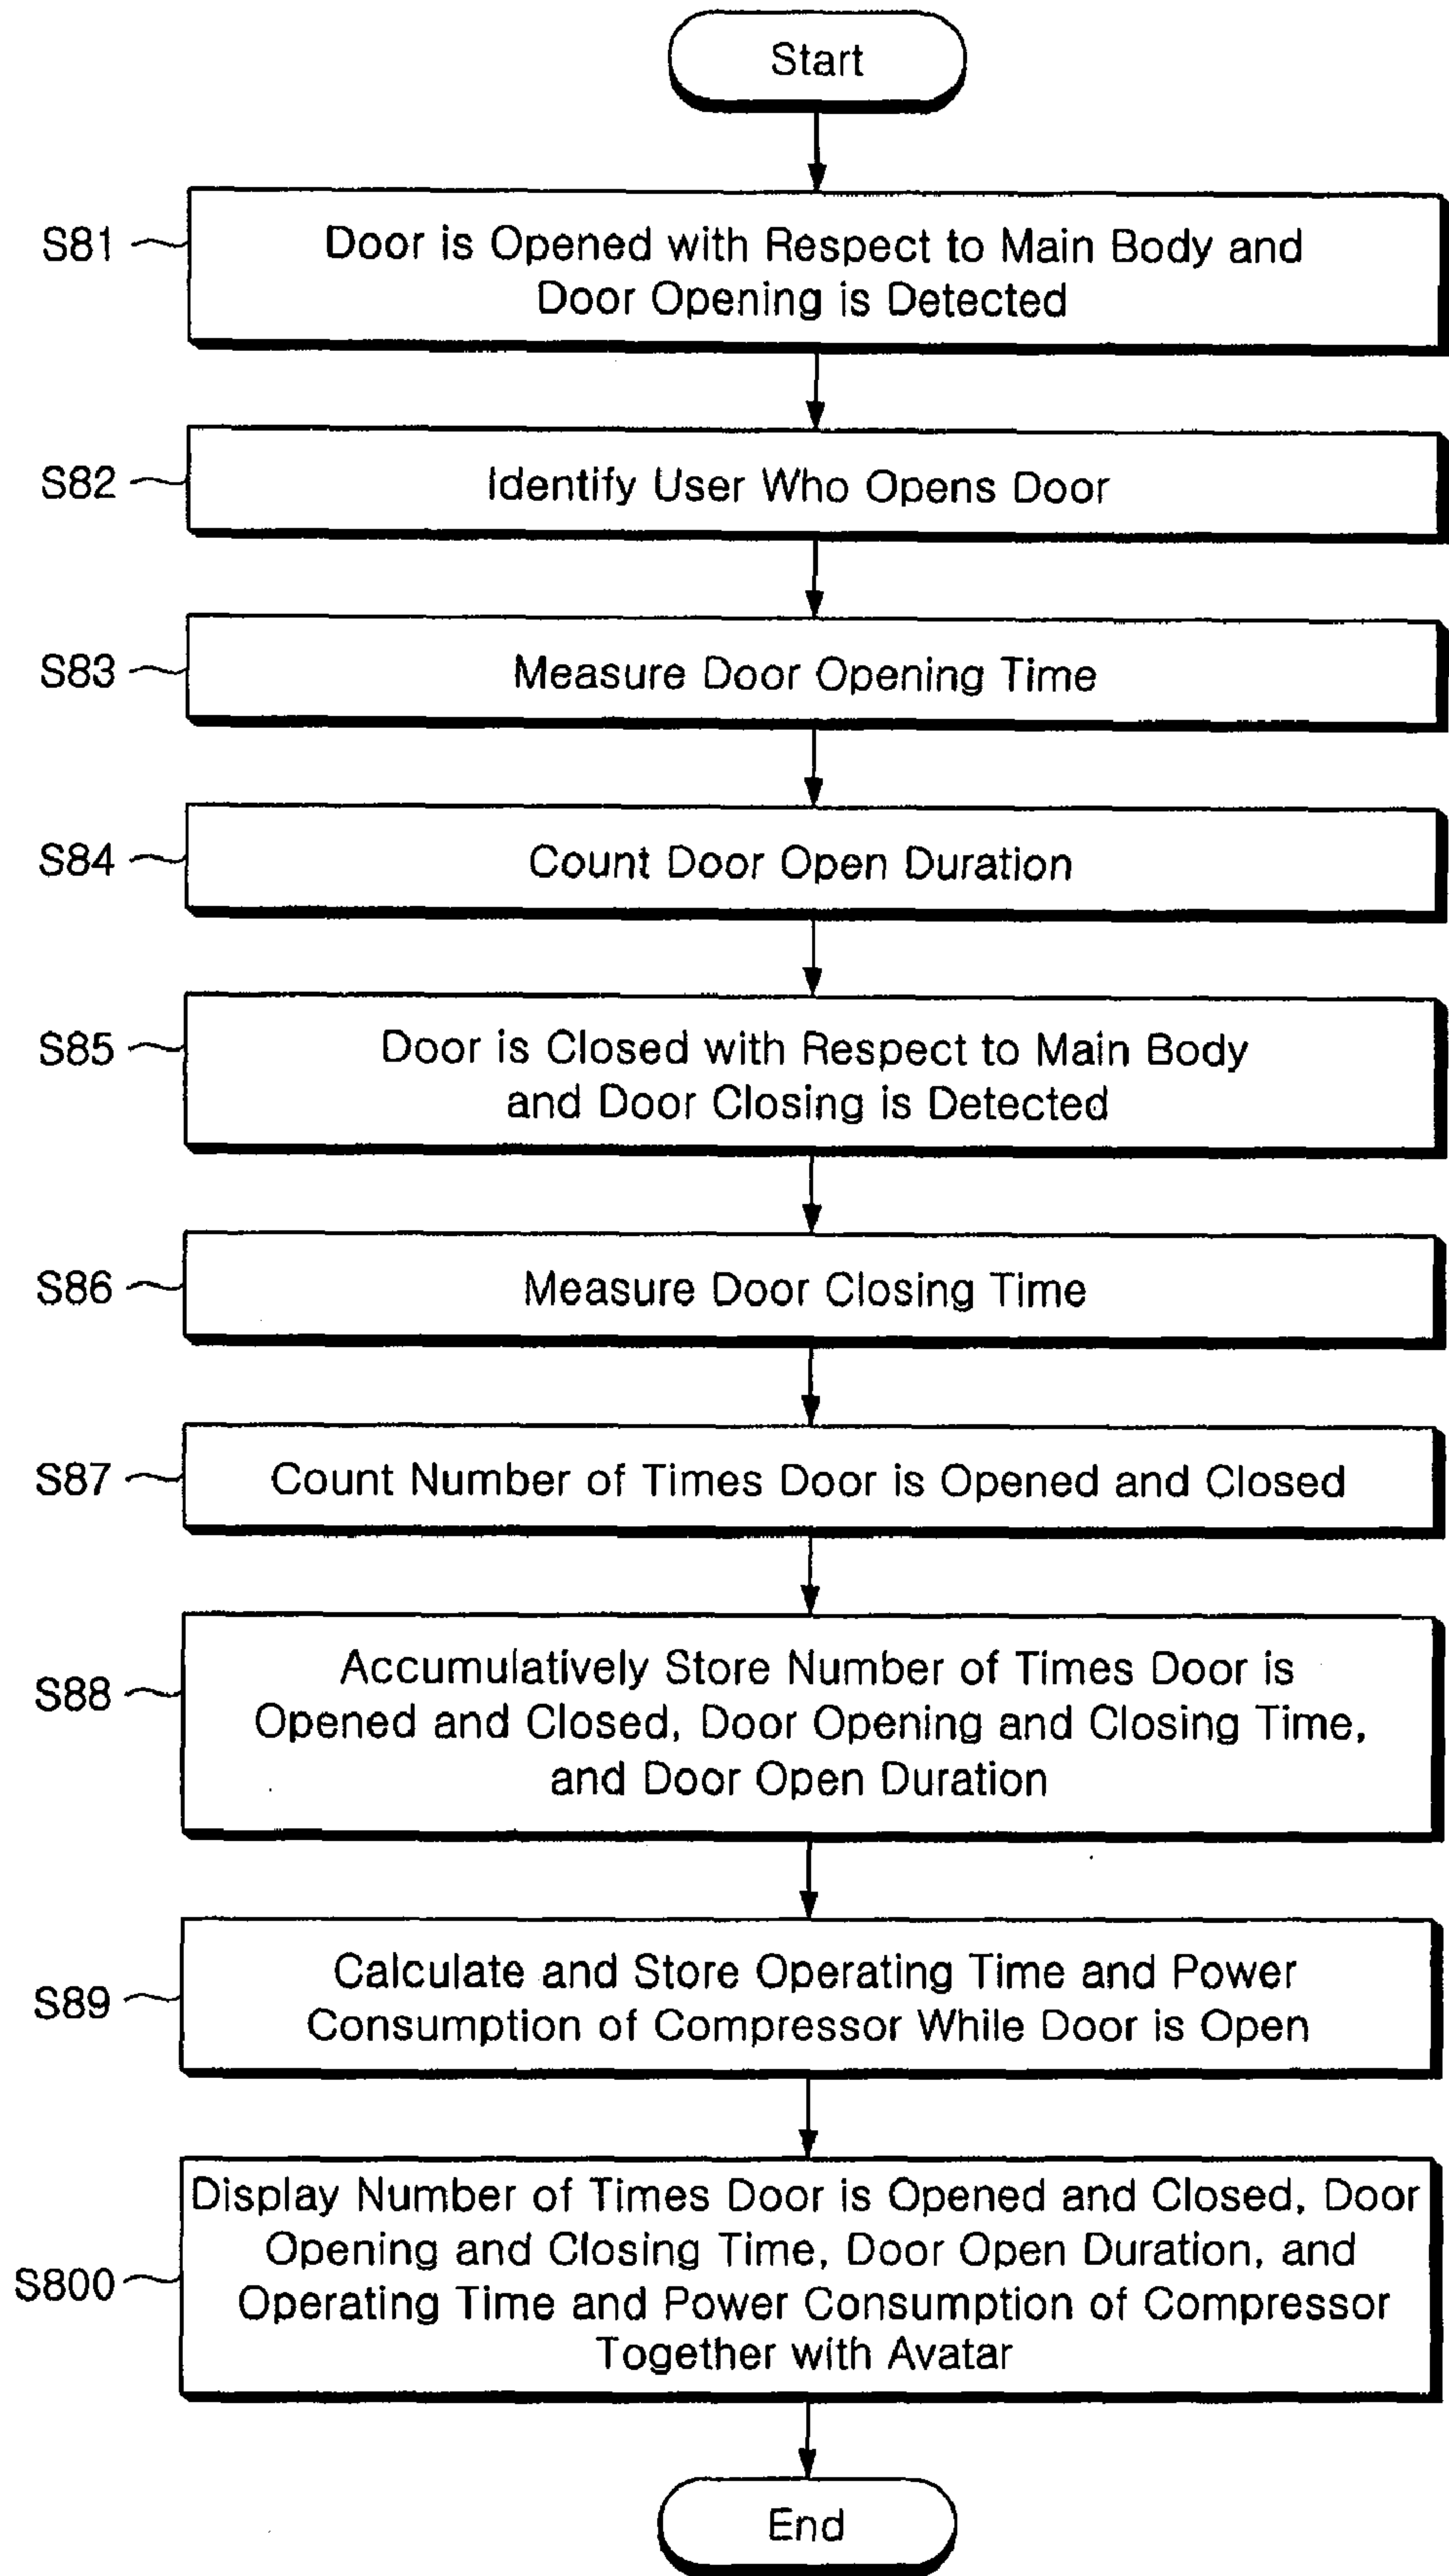 Start
S81
Door is Opened with Respect to Main Body and
Door Opening is Detected
S82
Identify User Who Opens Door
S83
Measure Door Opening Time
S84
Count Door Open Duration
S85
Door is Closed with Respect to Main Body
and Door Closing is Detected
S86
Measure Door Closing Time
S87
Count Number of Times Door is Opened and Closed
S88
Accumulatively Store Number of Times Door is
Opened and Closed, Door Opening and Closing Time,
and Door Open Duration
S89
Calculate and Store Operating Time and Power
Consumption of Compressor While Door is Open
S800
Display Number of Times Door is Opened and Closed, Door
Opening and Closing Time, Door Open Duration, and
Operating Time and Power Consumption of Compressor
Together with Avatar
End